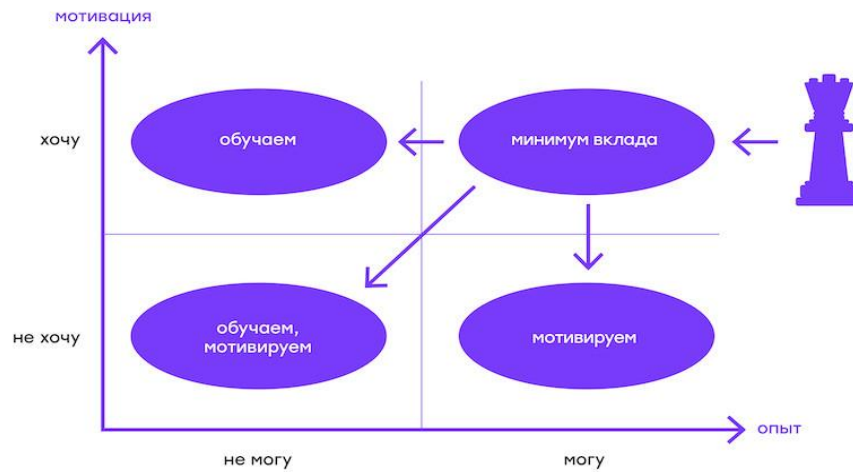 мотивация
хочу
обучаем
минимум вклада
не хочу
обучаем,
мотивируем
мотивируем
опыт
не могу
могу